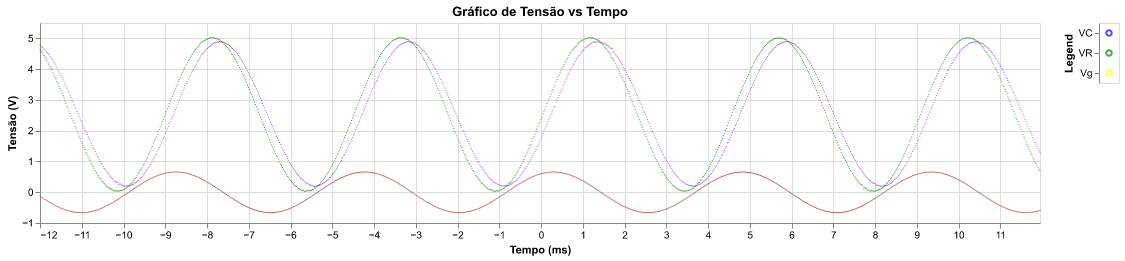 Gráfico de Tensão vs Tempo
Tensão (V)
5
4
3
2
1
0
−1
−12 −11 −10 −9 −8 −7 −6 −5 −4 −3 −2 −1 0 1 2 3 4 5 6 7 8 9 10 11
Tempo (ms)
Legend
VC
VR
Vg